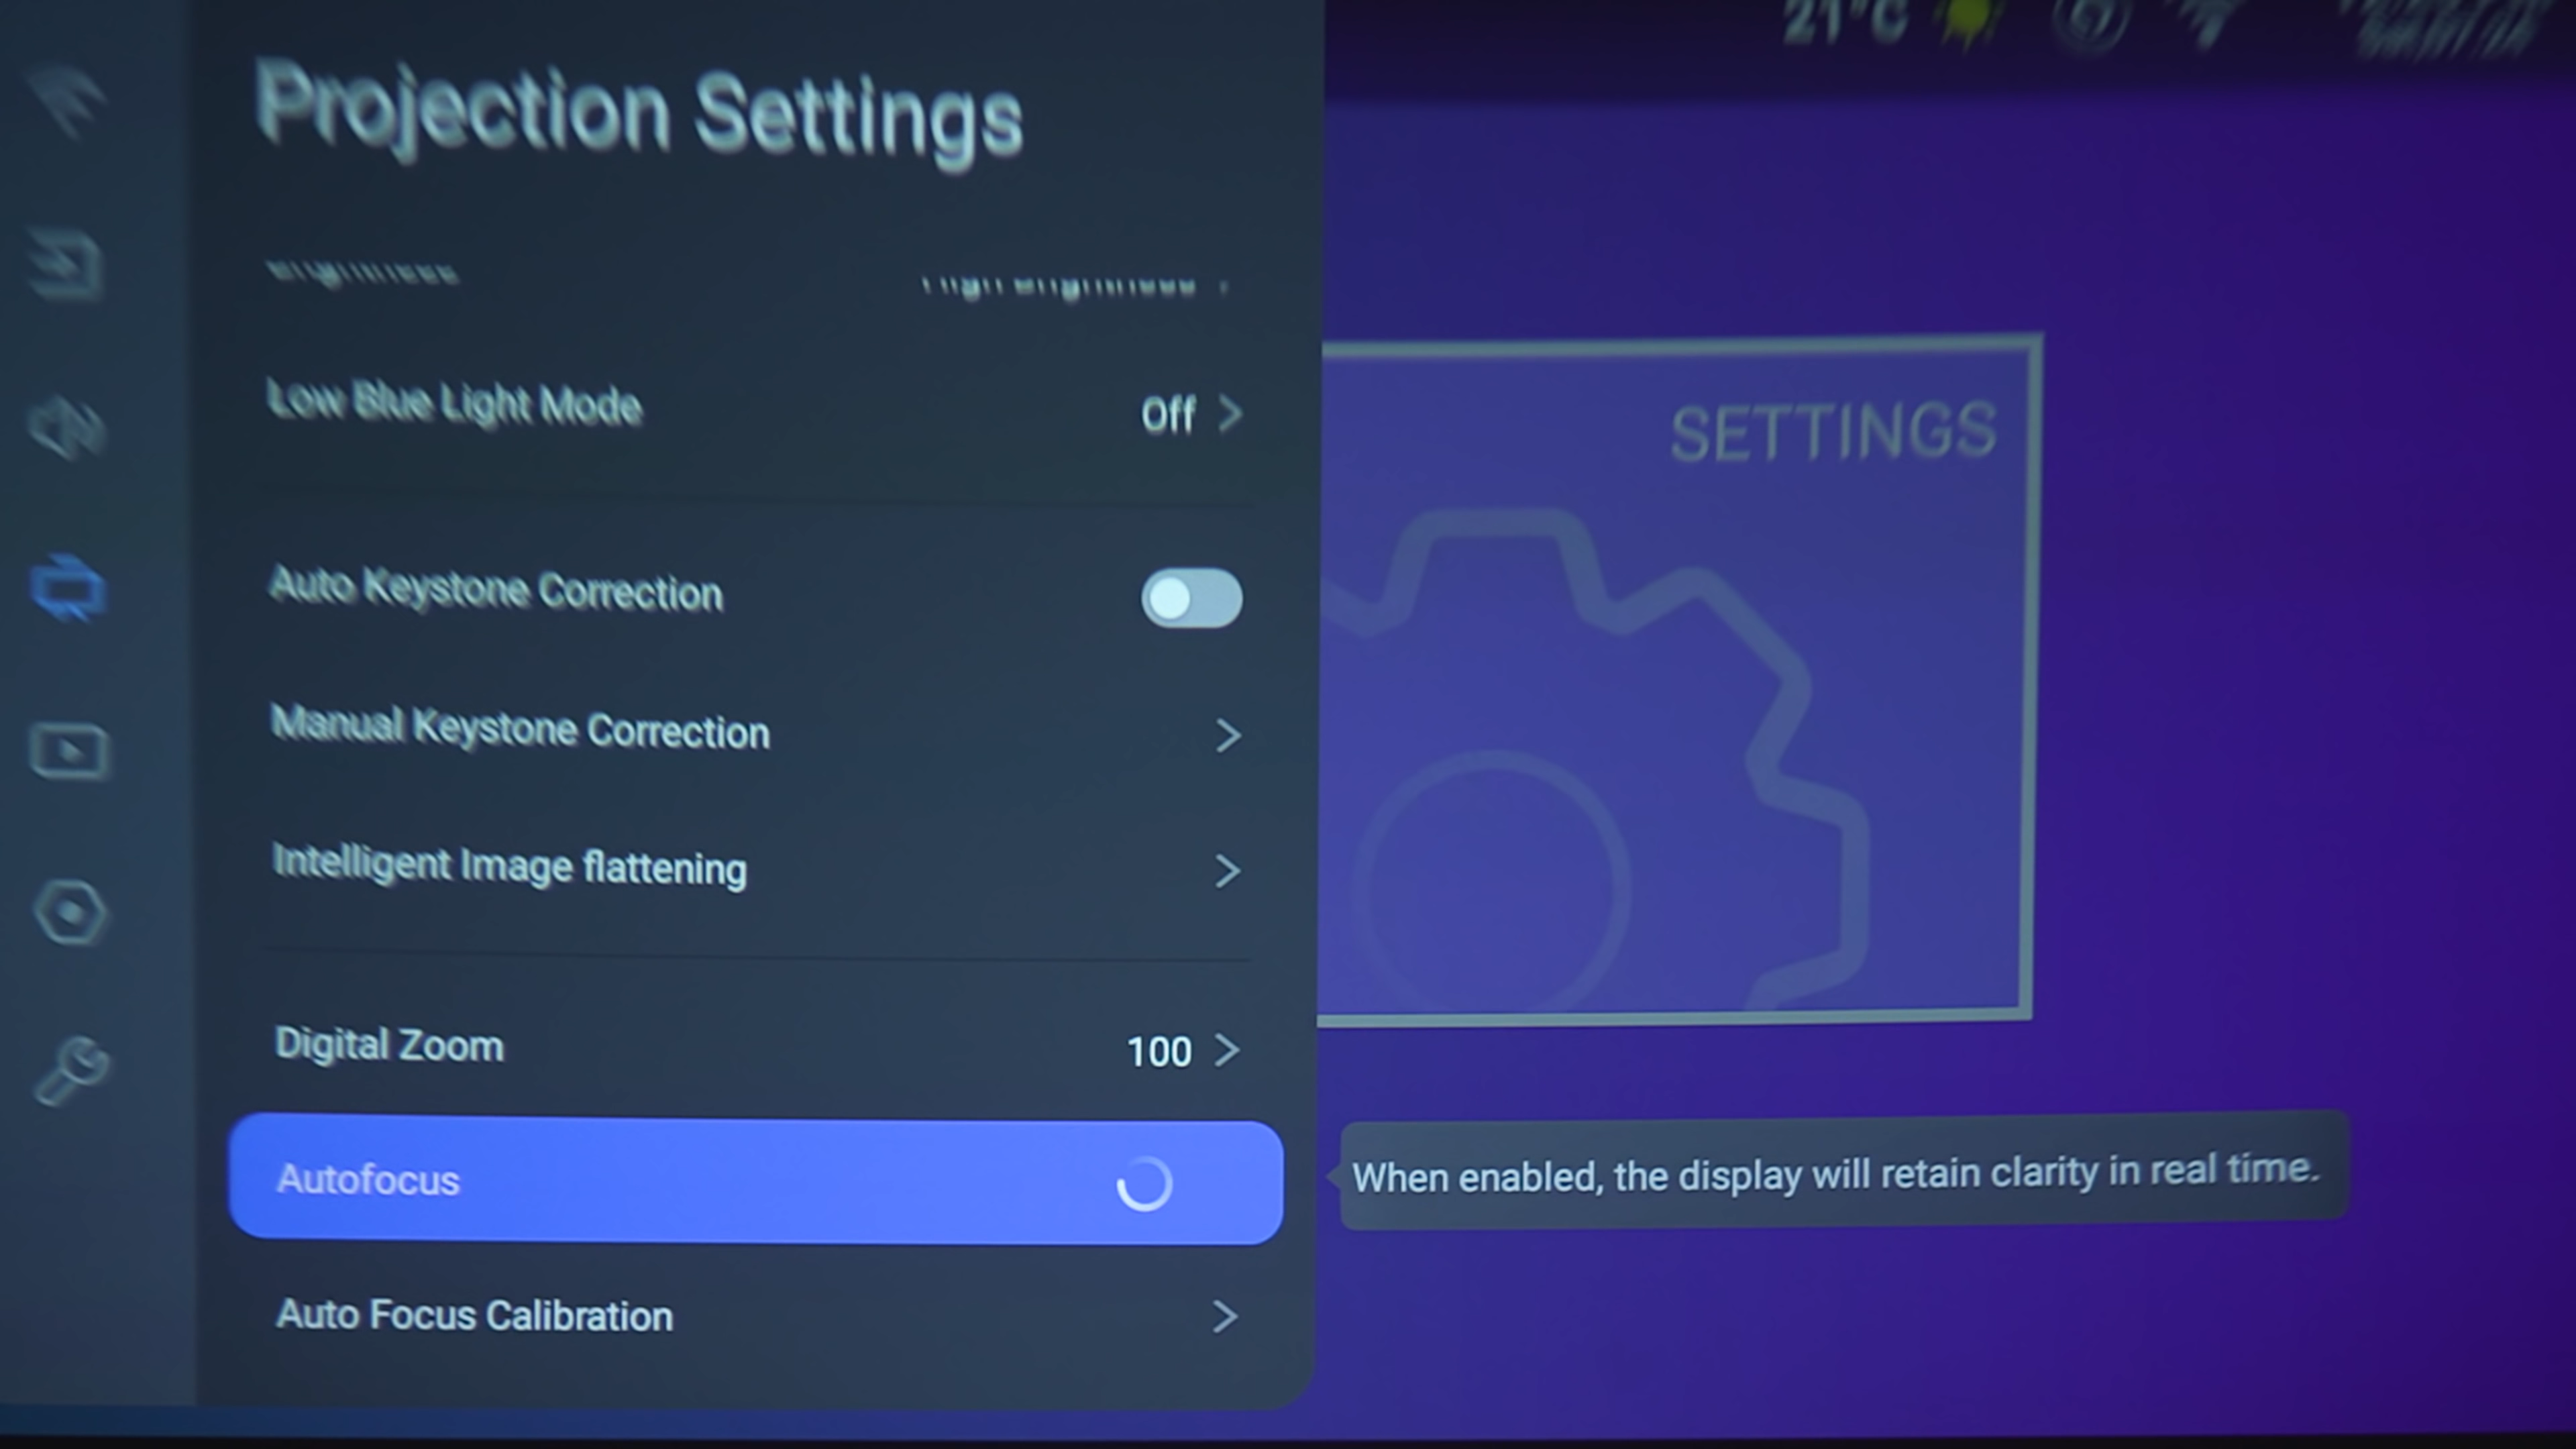 21°C
Projection Settings
Low Blue Light Mode Off
SETTINGS
Auto Keystone Correction
Manual Keystone Correction
Intelligent Image flattening
Digital Zoom 100
Autofocus
When enabled, the display will retain clarity in real time.
Auto Focus Calibration